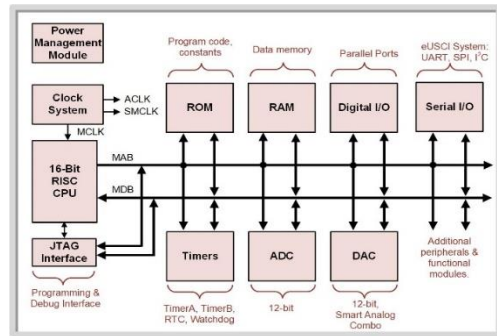 Power
Management
Module
Program code,
constants
Data memory
Parallel Ports
eUSCI System:
UART, SPI, I²C
Clock
System
ACLK
SMCLK
MCLK
ROM
RAM
Digital I/O
Serial I/O
16-Bit
RISC
CPU
MAB
MDB
JTAG
Interface
Programming &
Debug Interface
Timers
ADC
DAC
Additional
peripherals &
functional
modules.
TimerA, TimerB,
RTC, Watchdog
12-bit
12-bit,
Smart Analog
Combo